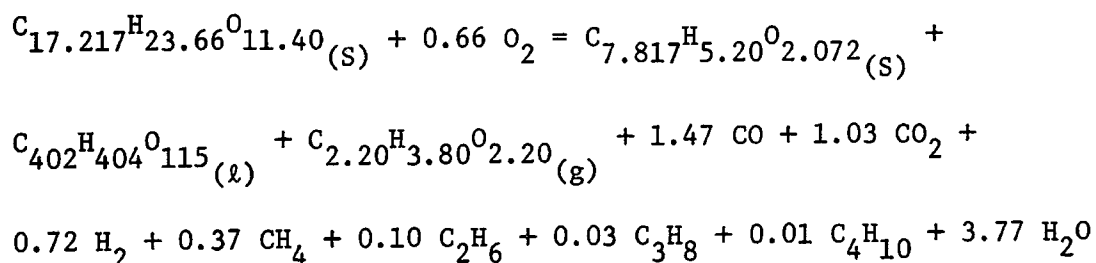 C17.217H23.66O11.40(S) + 0.66 O2 = C7.817H5.20O2.072(S) +
C402H404O115(ℓ) + C2.20H3.80O2.20(g) + 1.47 CO + 1.03 CO2 +
0.72 H2 + 0.37 CH4 + 0.10 C2H6 + 0.03 C3H8 + 0.01 C4H10 + 3.77 H2O